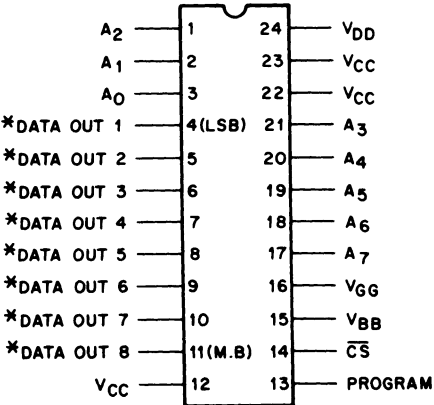 A2 1 24 VDD
A1 2 23 VCC
A0 3 22 VCC
*DATA OUT 1 4(LSB) 21 A3
*DATA OUT 2 5 20 A4
*DATA OUT 3 6 19 A5
*DATA OUT 4 7 18 A6
*DATA OUT 5 8 17 A7
*DATA OUT 6 9 16 VGG
*DATA OUT 7 10 15 VBB
*DATA OUT 8 11(M.B) 14 C̅S̅
VCC 12 13 PROGRAM